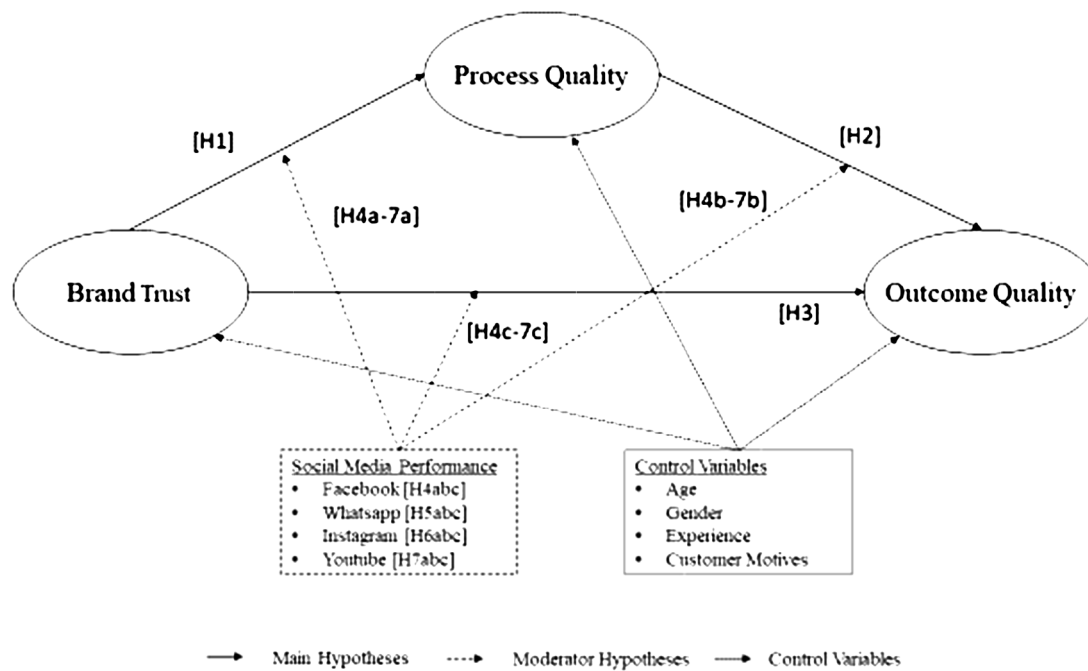 Process Quality
[H1]
[H2]
[H4a-7a]
[H4b-7b]
Brand Trust
Outcome Quality
[H3]
[H4c-7c]
Social Media Performance
• Facebook [H4abc]
• Whatsapp [H5abc]
• Instagram [H6abc]
• Youtube [H7abc]
Control Variables
• Age
• Gender
• Experience
• Customer Motives
Main Hypotheses
Moderator Hypotheses
Control Variables